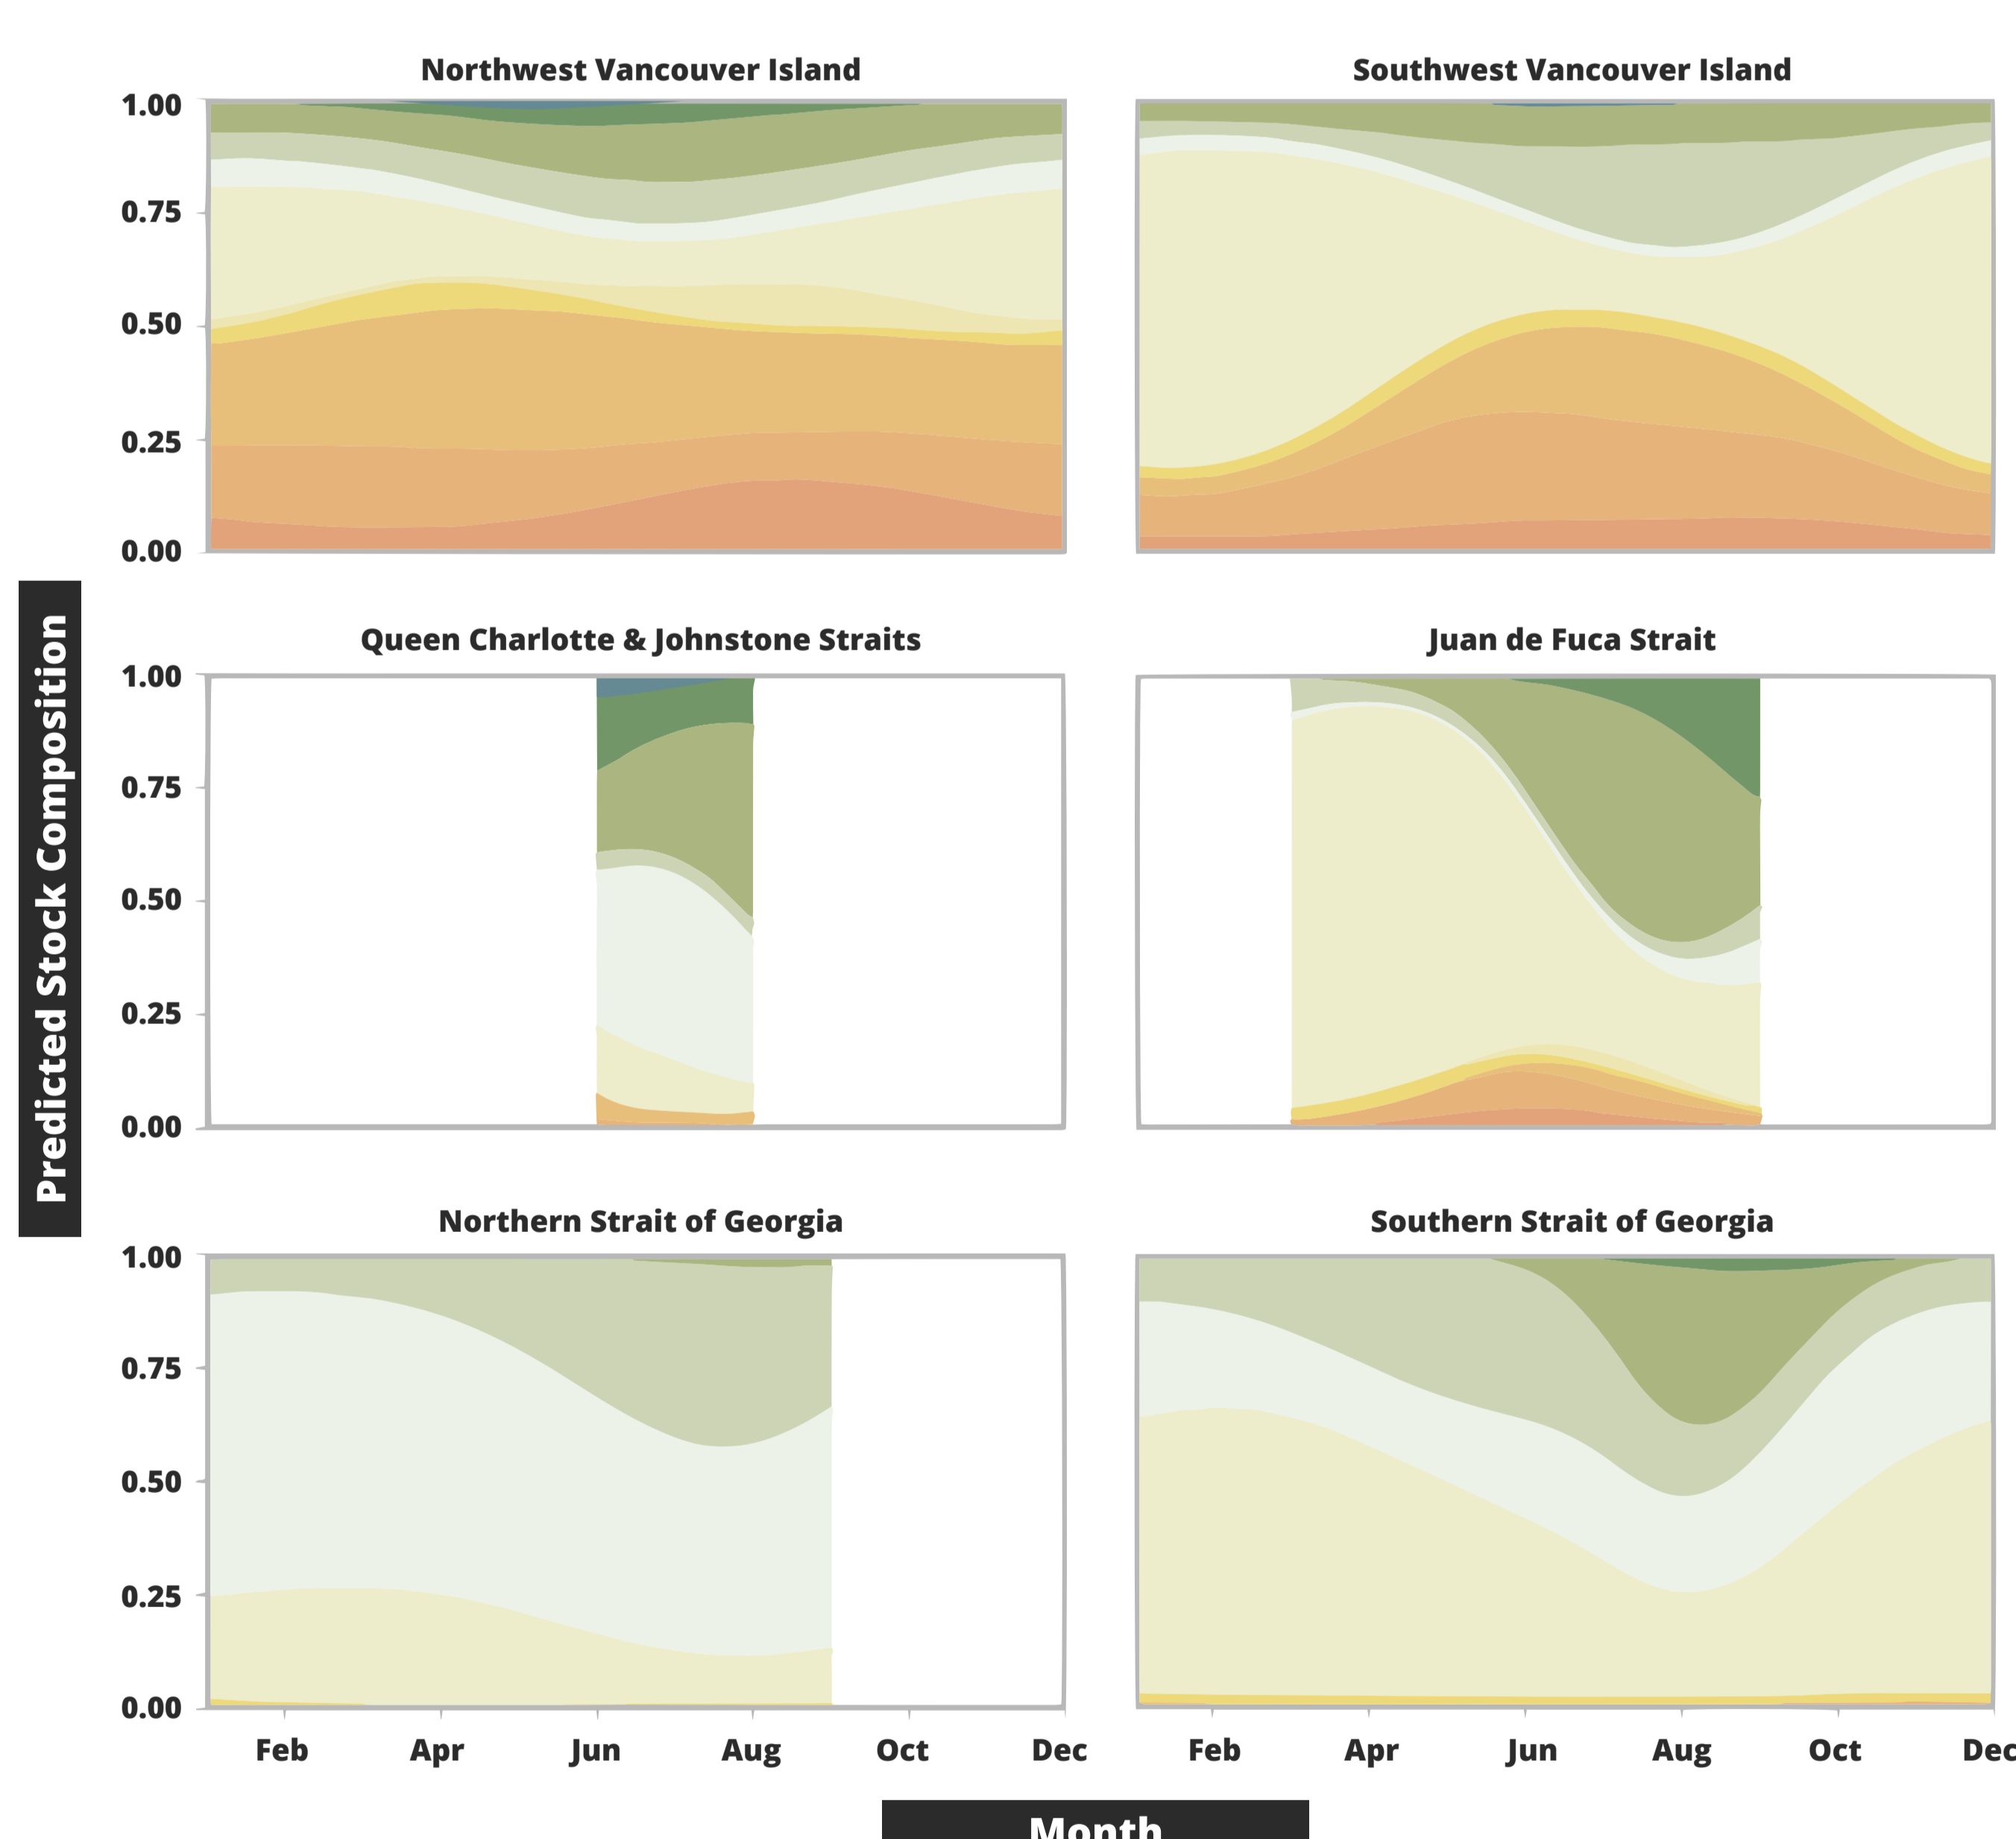 Northwest Vancouver Island
Southwest Vancouver Island
1.00
0.75
0.50
0.25
0.00
Predicted Stock Composition
Queen Charlotte & Johnstone Straits
Juan de Fuca Strait
1.00
0.75
0.50
0.25
0.00
Northern Strait of Georgia
Southern Strait of Georgia
1.00
0.75
0.50
0.25
0.00
Feb Apr Jun Aug Oct Dec
Feb Apr Jun Aug Oct Dec
Month